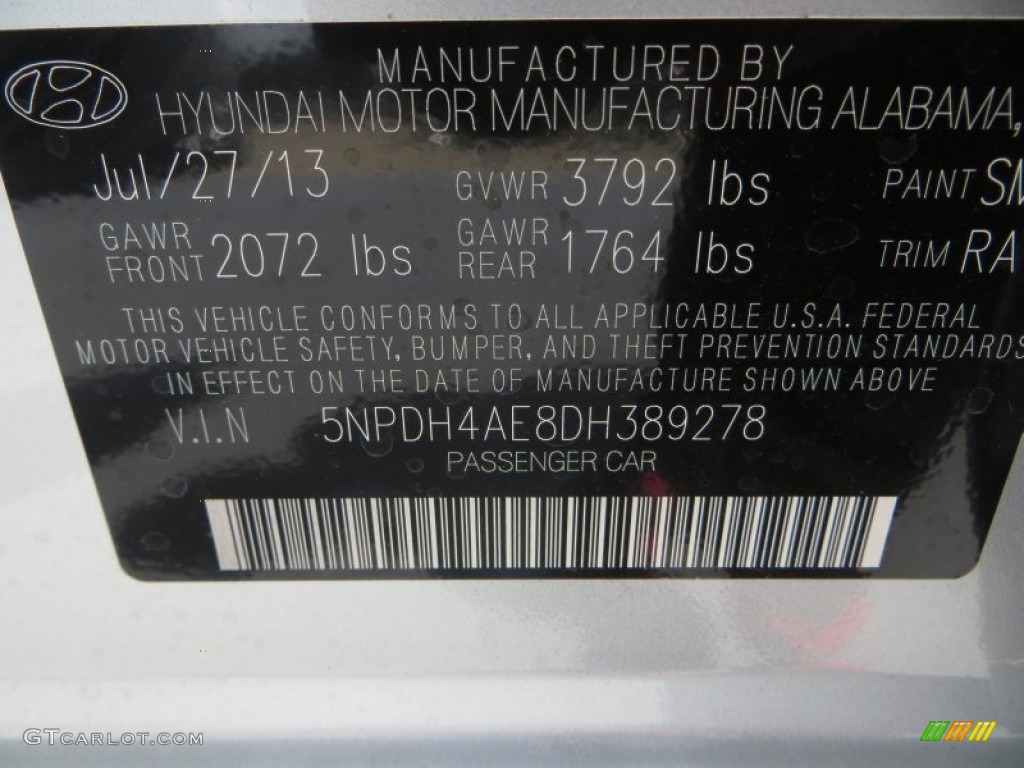 MANUFACTURED BY
HYUNDAI MOTOR MANUFACTURING ALABAMA,
Jul/27/13 GVWR 3792 lbs PAINT SM
GAWR FRONT 2072 lbs GAWR REAR 1764 lbs TRIM RA
THIS VEHICLE CONFORMS TO ALL APPLICABLE U.S.A. FEDERAL
MOTOR VEHICLE SAFETY, BUMPER, AND THEFT PREVENTION STANDARDS
IN EFFECT ON THE DATE OF MANUFACTURE SHOWN ABOVE
V.I.N 5NPDH4AE8DH389278
PASSENGER CAR
GTCARLOT.COM